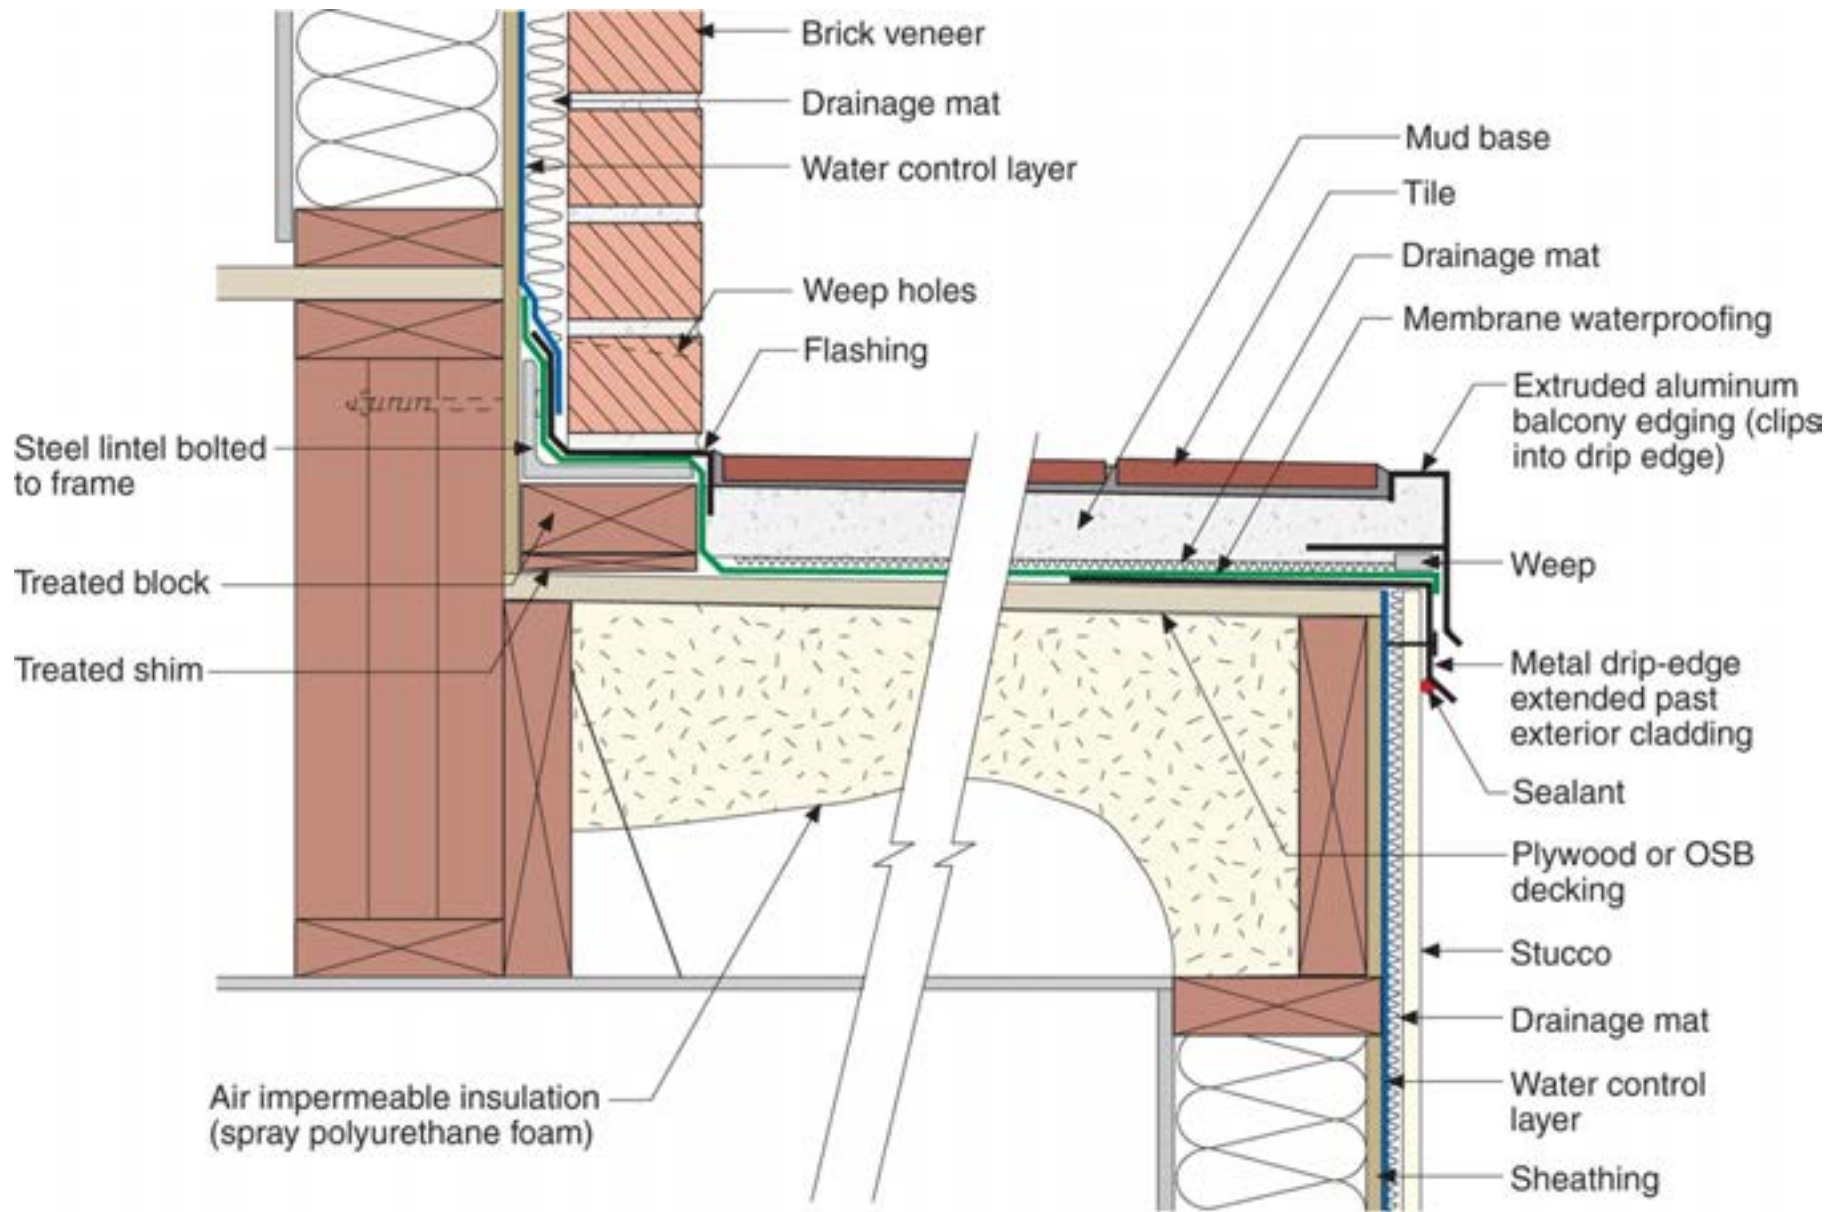 Brick veneer
Drainage mat
Water control layer
Weep holes
Flashing
Mud base
Tile
Drainage mat
Membrane waterproofing
Extruded aluminum
balcony edging (clips
into drip edge)
Steel lintel bolted
to frame
Weep
Treated block
Treated shim
Metal drip-edge
extended past
exterior cladding
Sealant
Plywood or OSB
decking
Stucco
Drainage mat
Air impermeable insulation
(spray polyurethane foam)
Water control
layer
Sheathing